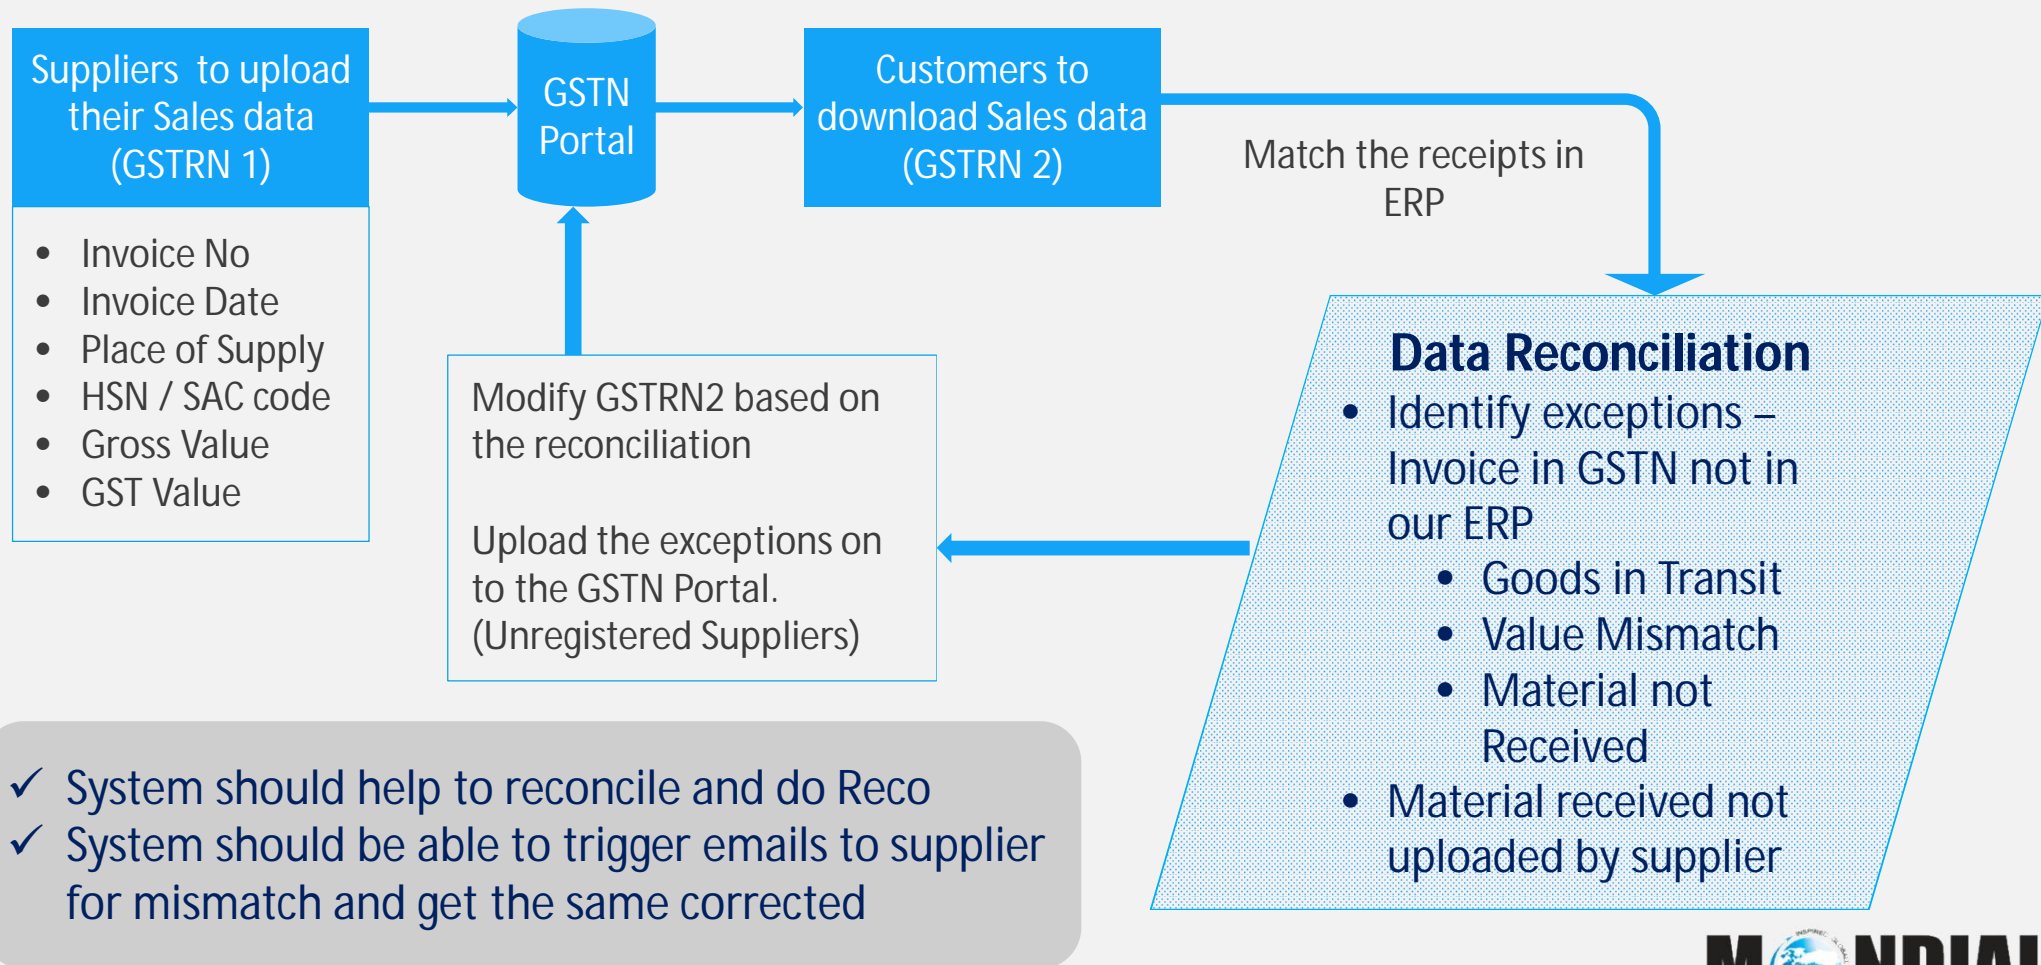 Suppliers to upload
their Sales data
(GSTRN 1)
• Invoice No
• Invoice Date
• Place of Supply
• HSN / SAC code
• Gross Value
• GST Value
GSTN
Portal
Customers to
download Sales data
(GSTRN 2)
Match the receipts in
ERP
Data Reconciliation
• Identify exceptions –
Invoice in GSTN not in
our ERP
• Goods in Transit
• Value Mismatch
• Material not
Received
• Material received not
uploaded by supplier
Modify GSTRN2 based on
the reconciliation
Upload the exceptions on
to the GSTN Portal.
(Unregistered Suppliers)
✓ System should help to reconcile and do Reco
✓ System should be able to trigger emails to supplier
for mismatch and get the same corrected